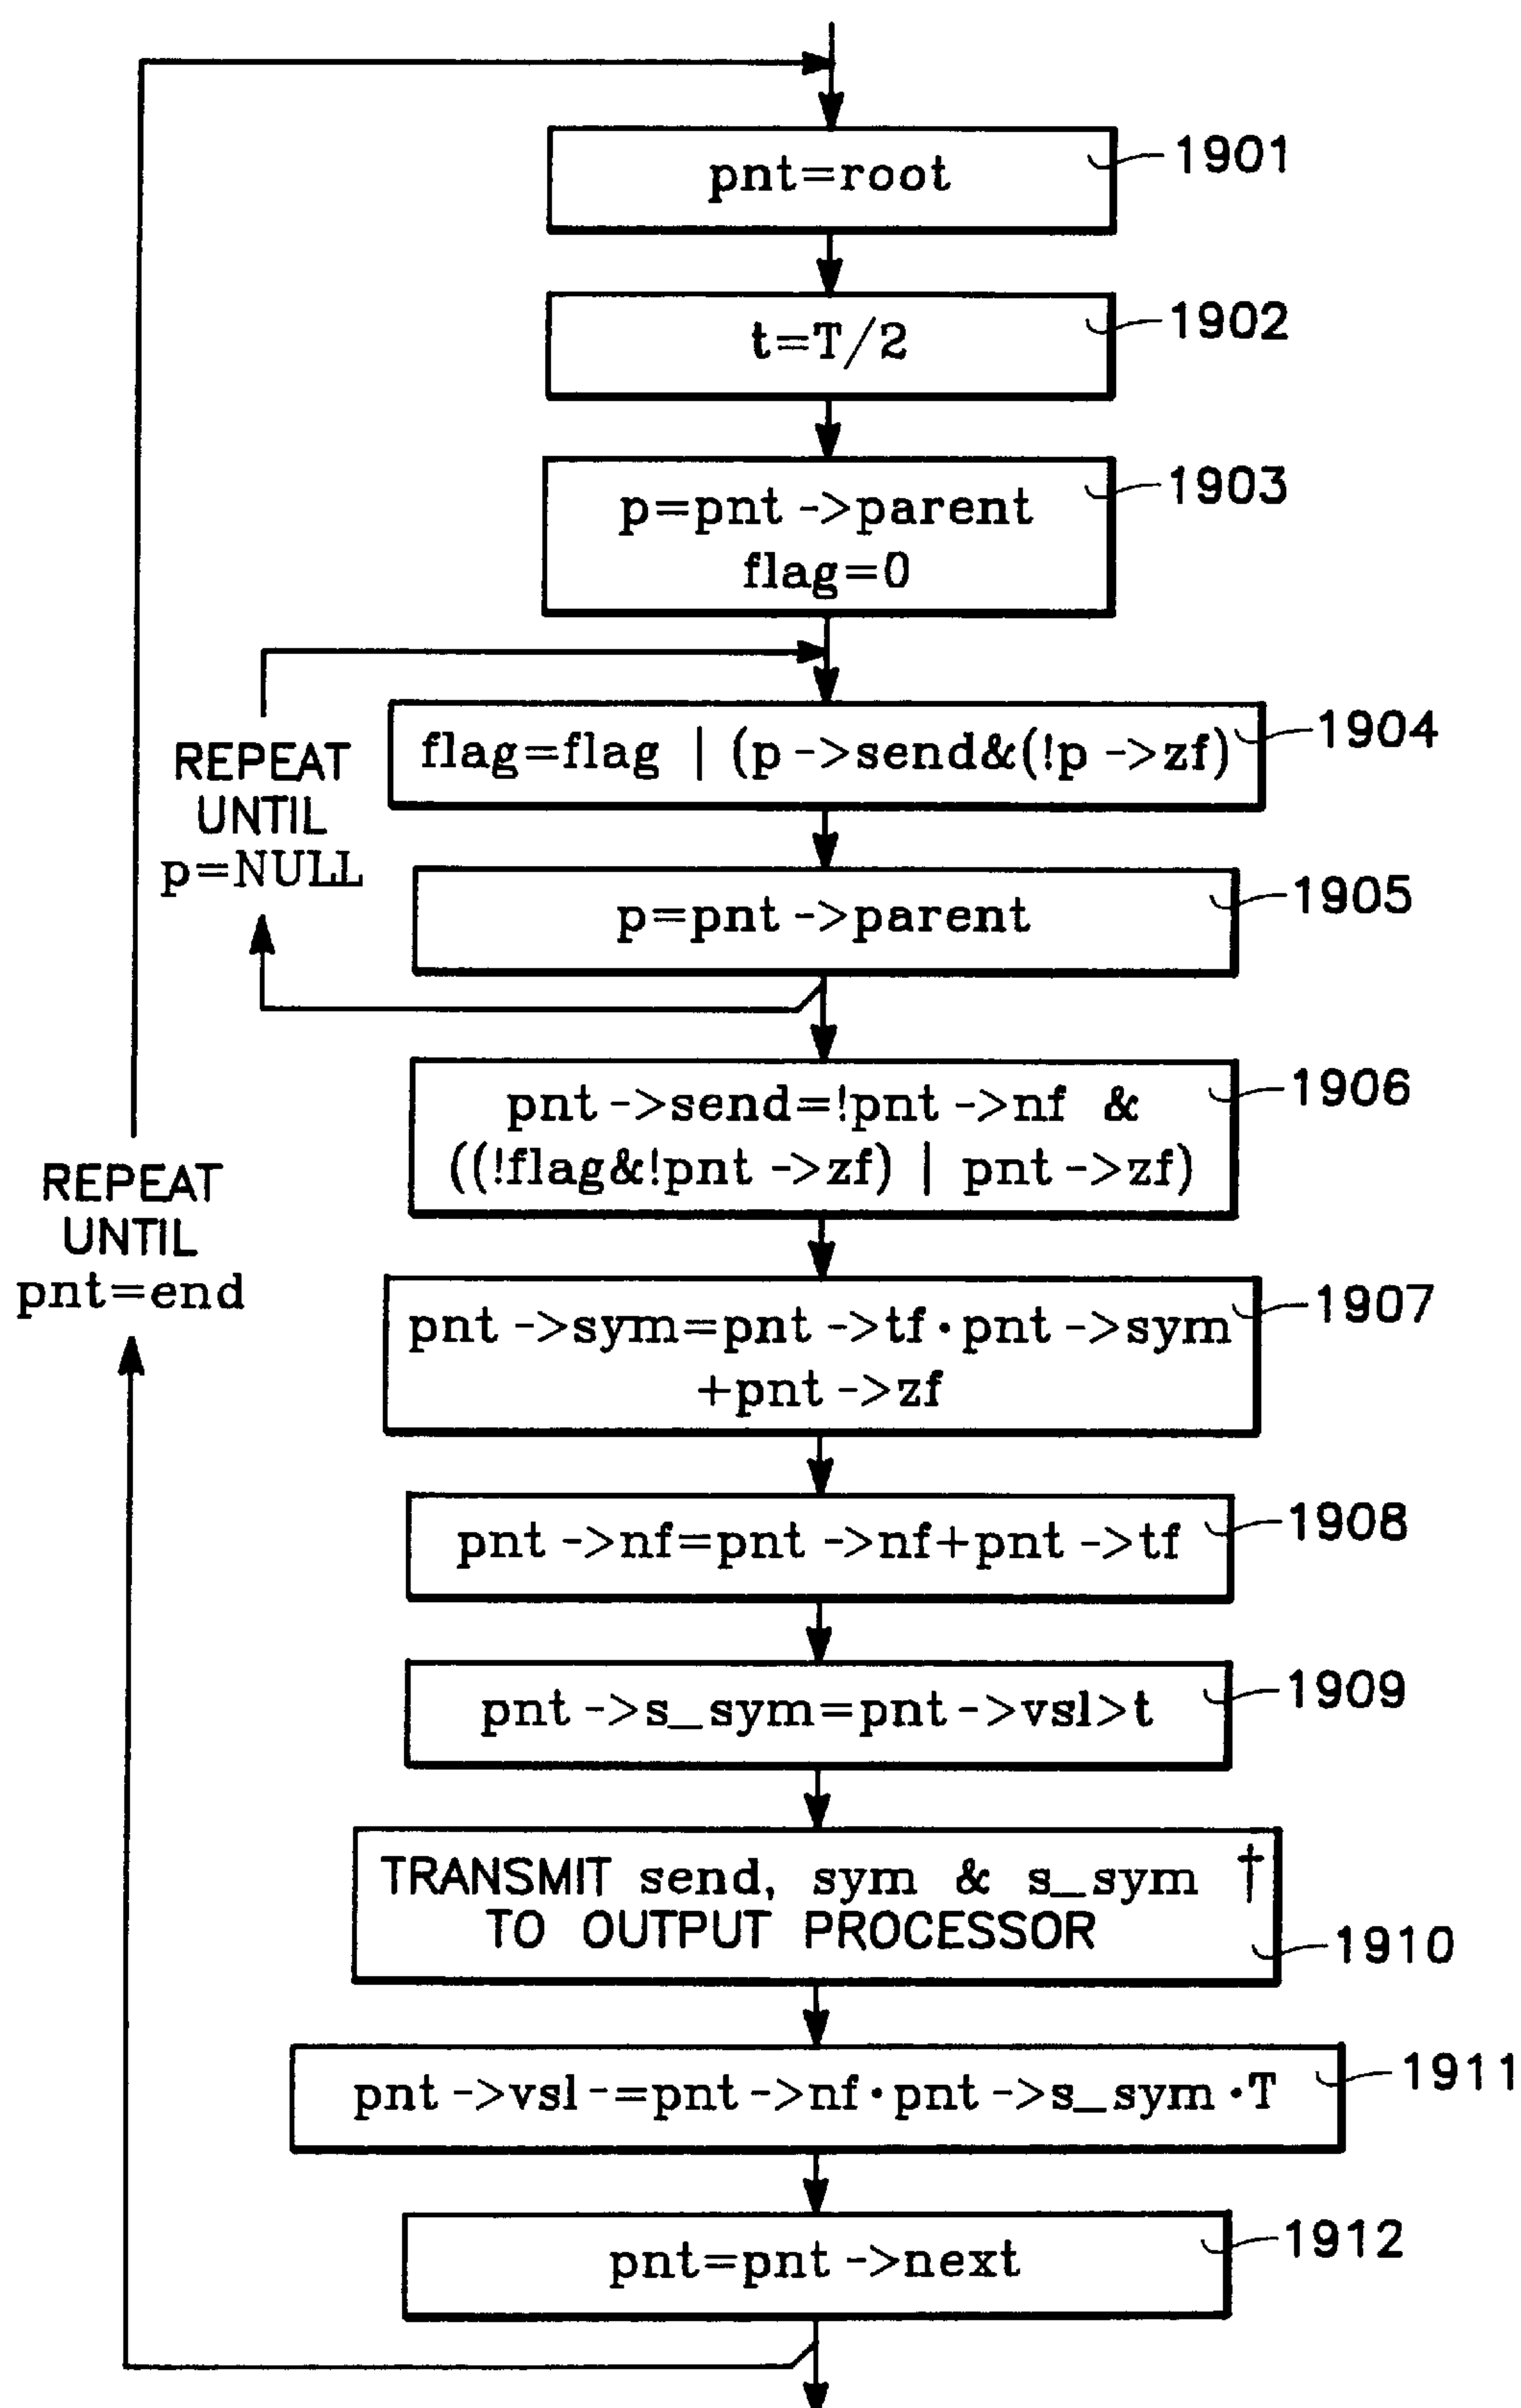 pnt=root
1901
t=T/2
1902
p=pnt ->parent
flag=0
1903
flag=flag | (p ->send&(!p ->zf)
1904
REPEAT
UNTIL
p=NULL
p=pnt ->parent
1905
pnt ->send=!pnt ->nf &
((!flag&!pnt ->zf) | pnt ->zf)
1906
REPEAT
UNTIL
pnt=end
pnt ->sym=pnt ->tf·pnt ->sym
+pnt ->zf
1907
pnt ->nf=pnt ->nf+pnt ->tf
1908
pnt ->s_sym=pnt ->vsl>t
1909
TRANSMIT send, sym & s_sym †
TO OUTPUT PROCESSOR
1910
pnt ->vsl-=pnt ->nf·pnt ->s_sym·T
1911
pnt=pnt ->next
1912